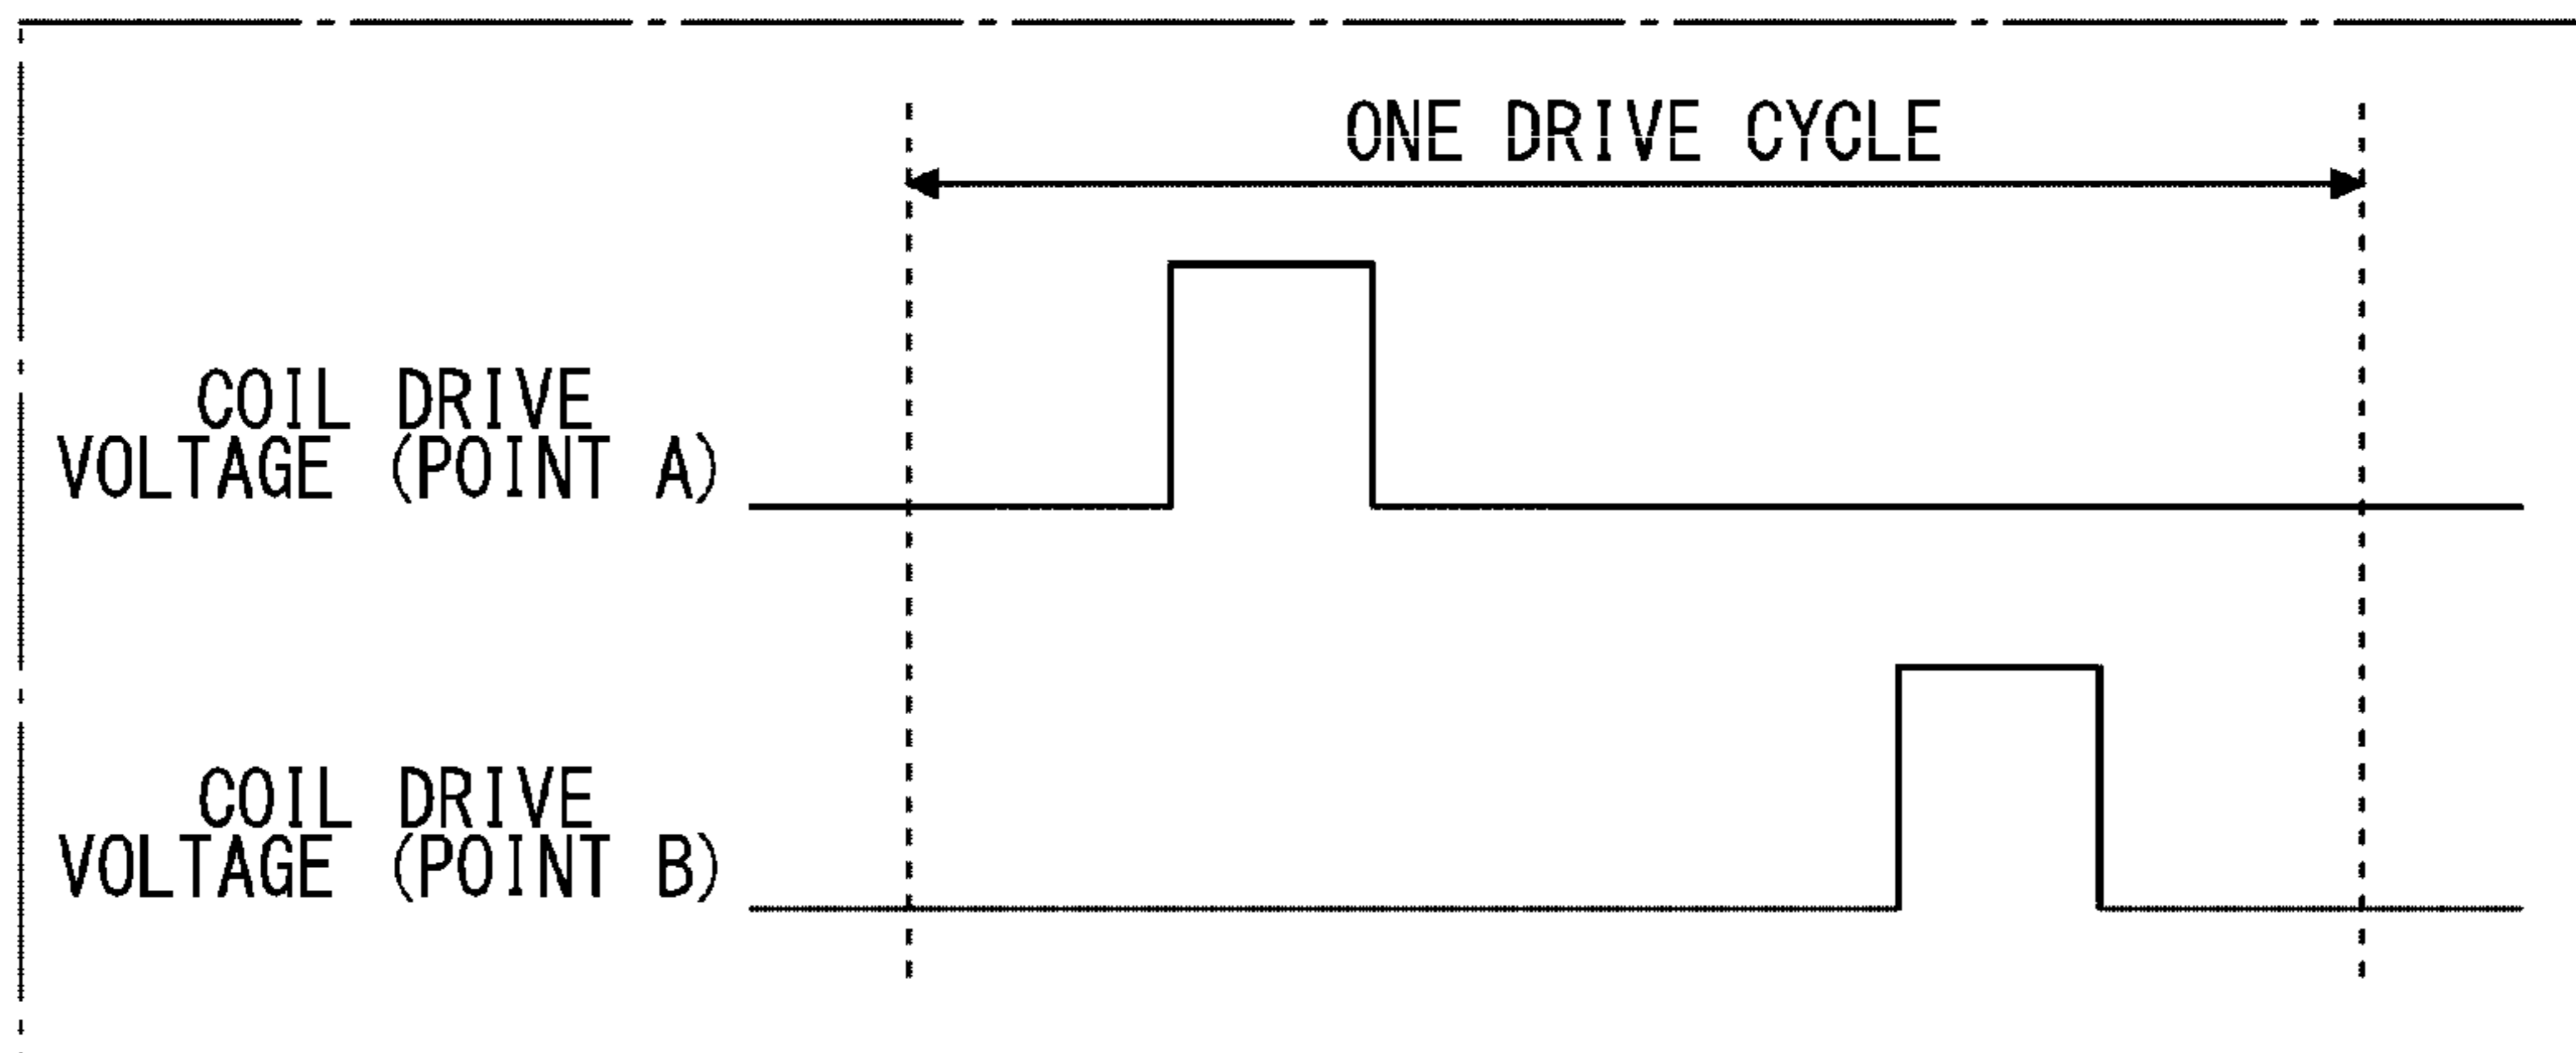 ONE DRIVE CYCLE
COIL DRIVE
VOLTAGE (POINT A)
COIL DRIVE
VOLTAGE (POINT B)